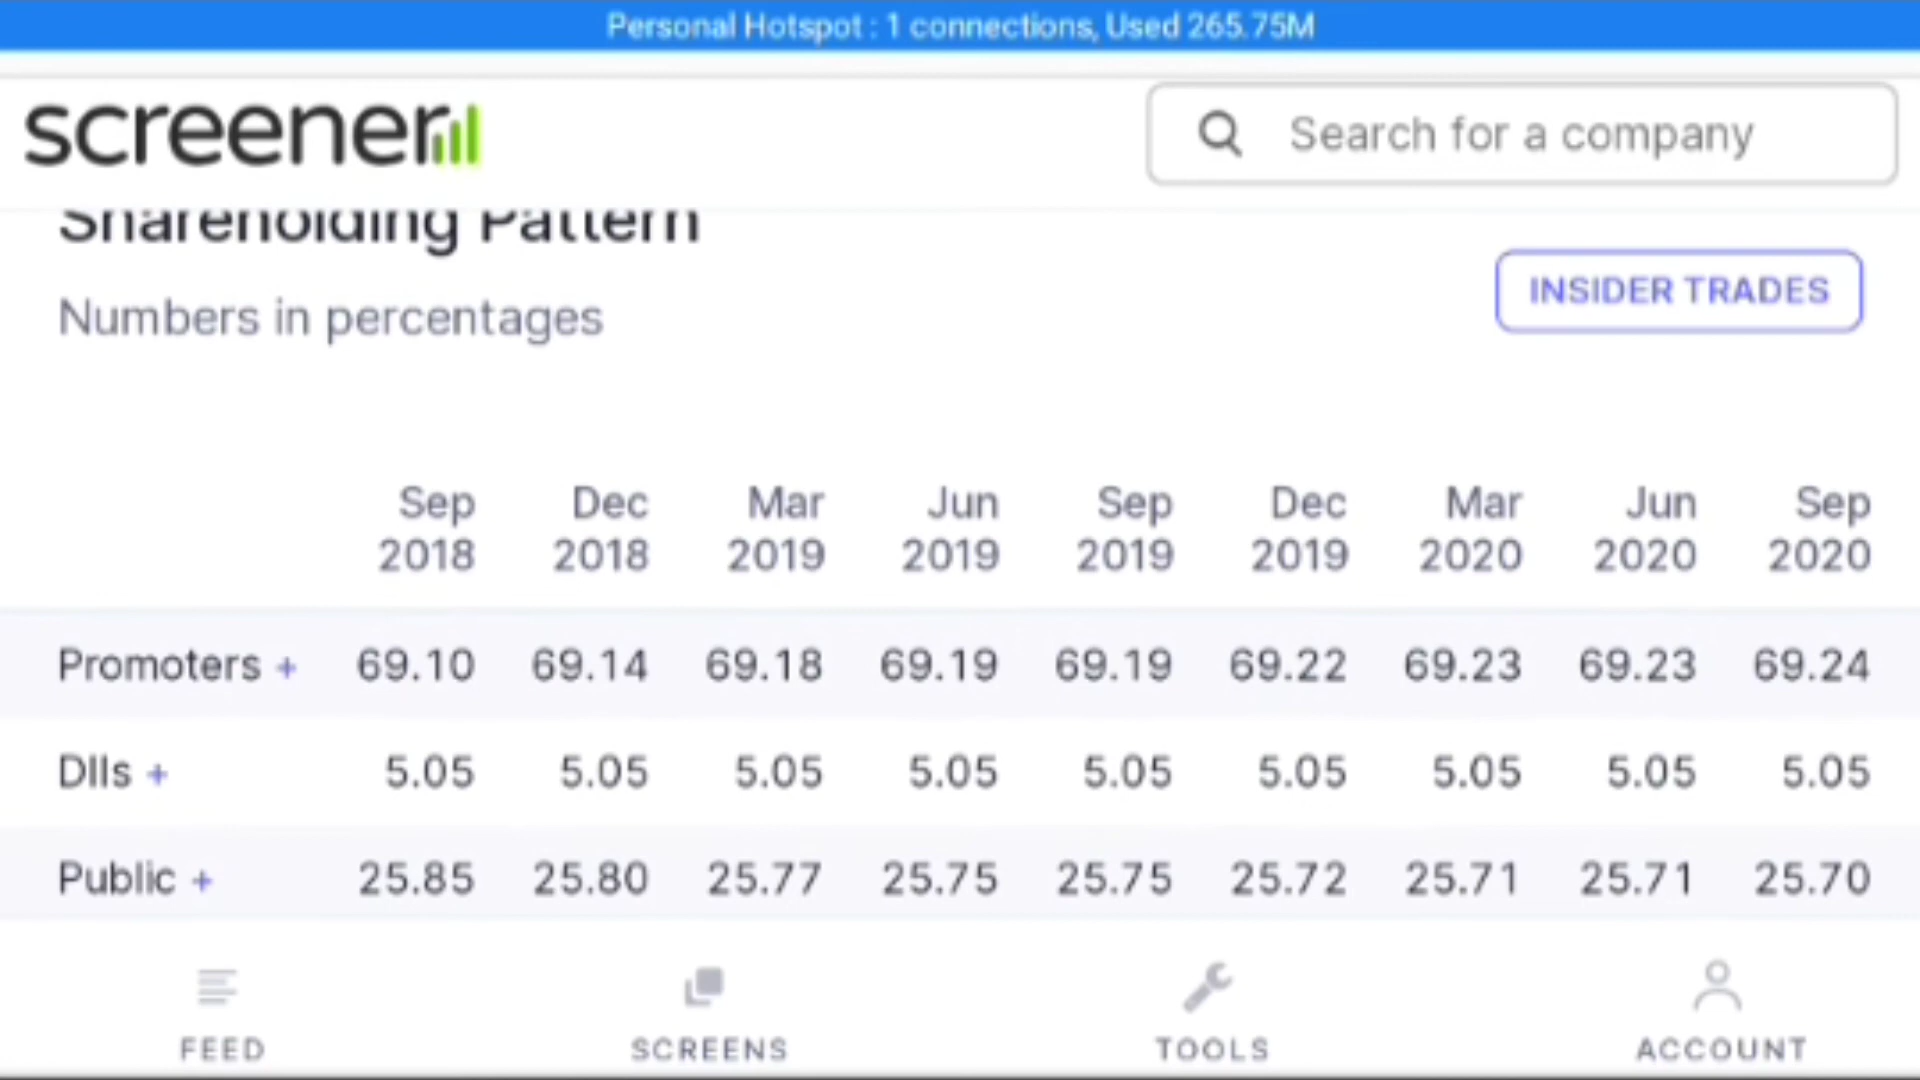 Personal Hotspot : 1 connections, Used 265.75M
screener
Search for a company
Shareholding Pattern
INSIDER TRADES
Numbers in percentages
Sep Dec Mar Jun Sep Dec Mar Jun Sep
2018 2018 2019 2019 2019 2019 2020 2020 2020
Promoters + 69.10 69.14 69.18 69.19 69.19 69.22 69.23 69.23 69.24
DIIs + 5.05 5.05 5.05 5.05 5.05 5.05 5.05 5.05 5.05
Public + 25.85 25.80 25.77 25.75 25.75 25.72 25.71 25.71 25.70
FEED SCREENS TOOLS ACCOUNT